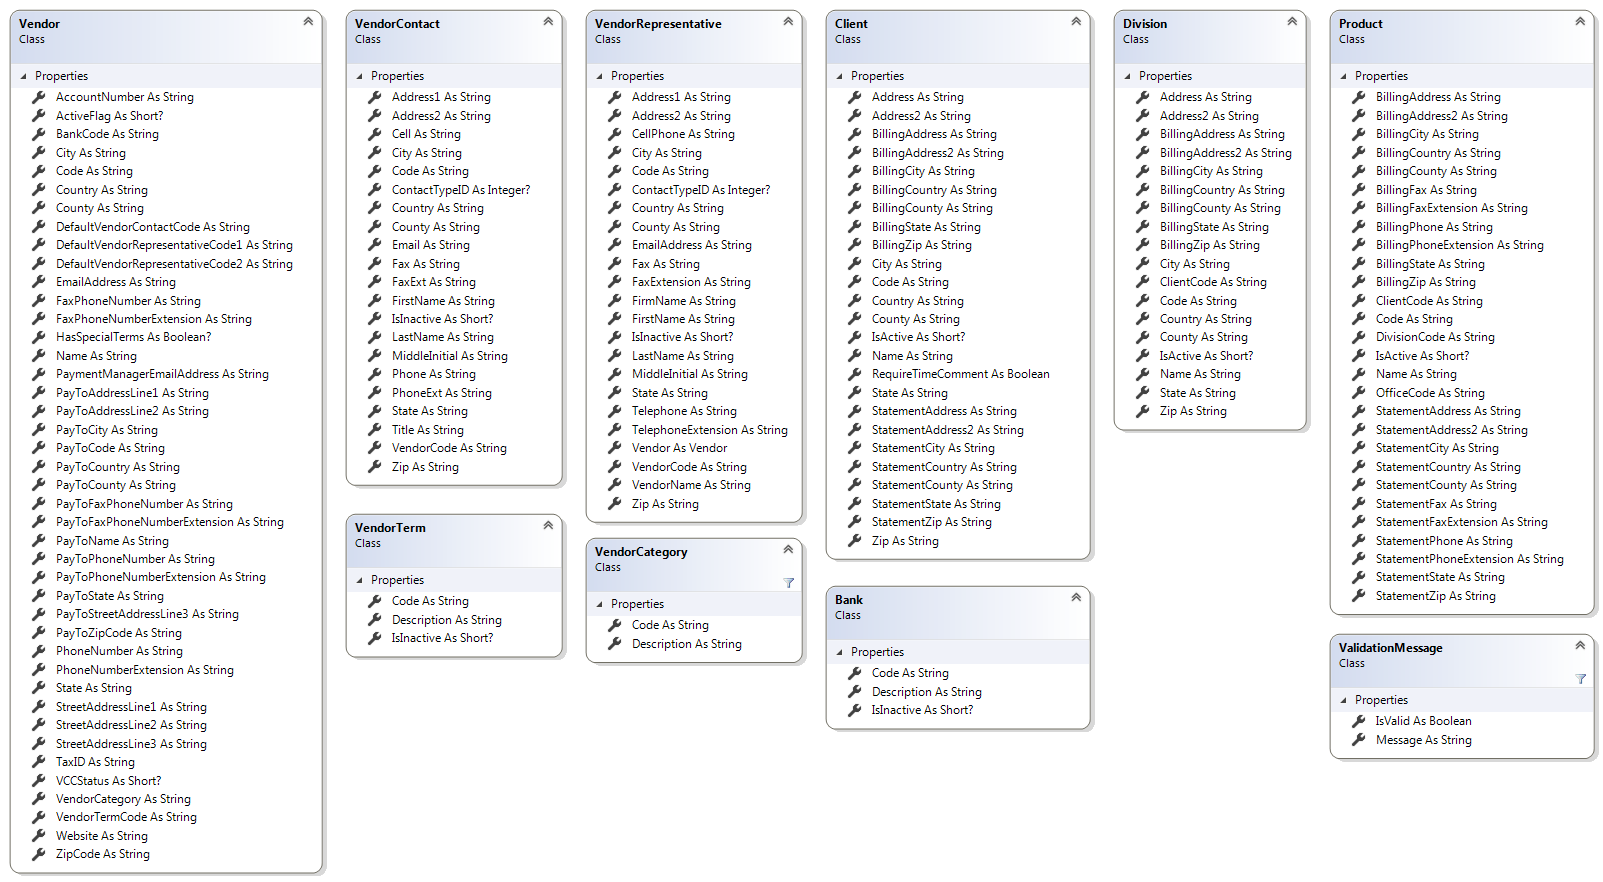 Vendor
Class
Properties
AccountNumber As String
ActiveFlag As Short?
BankCode As String
City As String
Code As String
Country As String
County As String
DefaultVendorContactCode As String
DefaultVendorRepresentativeCode1 As String
DefaultVendorRepresentativeCode2 As String
EmailAddress As String
FaxPhoneNumber As String
FaxPhoneNumberExtension As String
HasSpecialTerms As Boolean?
Name As String
PaymentManagerEmailAddress As String
PayToAddressLine1 As String
PayToAddressLine2 As String
PayToCity As String
PayToCode As String
PayToCountry As String
PayToCounty As String
PayToFaxPhoneNumber As String
PayToFaxPhoneNumberExtension As String
PayToName As String
PayToPhoneNumber As String
PayToPhoneNumberExtension As String
PayToState As String
PayToStreetAddressLine3 As String
PayToZipCode As String
PhoneNumber As String
PhoneNumberExtension As String
State As String
StreetAddressLine1 As String
StreetAddressLine2 As String
StreetAddressLine3 As String
TaxID As String
VCCStatus As Short?
VendorCategory As String
VendorTermCode As String
Website As String
ZipCode As String
VendorContact
Class
Properties
Address1 As String
Address2 As String
Cell As String
City As String
Code As String
ContactTypeID As Integer?
Country As String
County As String
Email As String
Fax As String
FaxExt As String
FirstName As String
IsInactive As Short?
LastName As String
MiddleInitial As String
Phone As String
PhoneExt As String
State As String
Title As String
VendorCode As String
Zip As String
VendorTerm
Class
Properties
Code As String
Description As String
IsInactive As Short?
VendorRepresentative
Class
Properties
Address1 As String
Address2 As String
CellPhone As String
City As String
Code As String
ContactTypeID As Integer?
Country As String
County As String
EmailAddress As String
Fax As String
FaxExtension As String
FirmName As String
FirstName As String
IsInactive As Short?
LastName As String
MiddleInitial As String
State As String
Telephone As String
TelephoneExtension As String
Vendor As Vendor
VendorCode As String
VendorName As String
Zip As String
VendorCategory
Class
Properties
Code As String
Description As String
Client
Class
Properties
Address As String
Address2 As String
BillingAddress As String
BillingAddress2 As String
BillingCity As String
BillingCountry As String
BillingCounty As String
BillingState As String
BillingZip As String
City As String
Code As String
Country As String
County As String
IsActive As Short?
Name As String
RequireTimeComment As Boolean
State As String
StatementAddress As String
StatementAddress2 As String
StatementCity As String
StatementCountry As String
StatementCounty As String
StatementState As String
StatementZip As String
Zip As String
Bank
Class
Properties
Code As String
Description As String
IsInactive As Short?
Division
Class
Properties
Address As String
Address2 As String
BillingAddress As String
BillingAddress2 As String
BillingCity As String
BillingCountry As String
BillingCounty As String
BillingState As String
BillingZip As String
City As String
ClientCode As String
Code As String
Country As String
County As String
IsActive As Short?
Name As String
State As String
Zip As String
Product
Class
Properties
BillingAddress As String
BillingAddress2 As String
BillingCity As String
BillingCountry As String
BillingCounty As String
BillingFax As String
BillingFaxExtension As String
BillingPhone As String
BillingPhoneExtension As String
BillingState As String
BillingZip As String
ClientCode As String
Code As String
DivisionCode As String
IsActive As Short?
Name As String
OfficeCode As String
StatementAddress As String
StatementAddress2 As String
StatementCity As String
StatementCountry As String
StatementCounty As String
StatementFax As String
StatementFaxExtension As String
StatementPhone As String
StatementPhoneExtension As String
StatementState As String
StatementZip As String
ValidationMessage
Class
Properties
IsValid As Boolean
Message As String